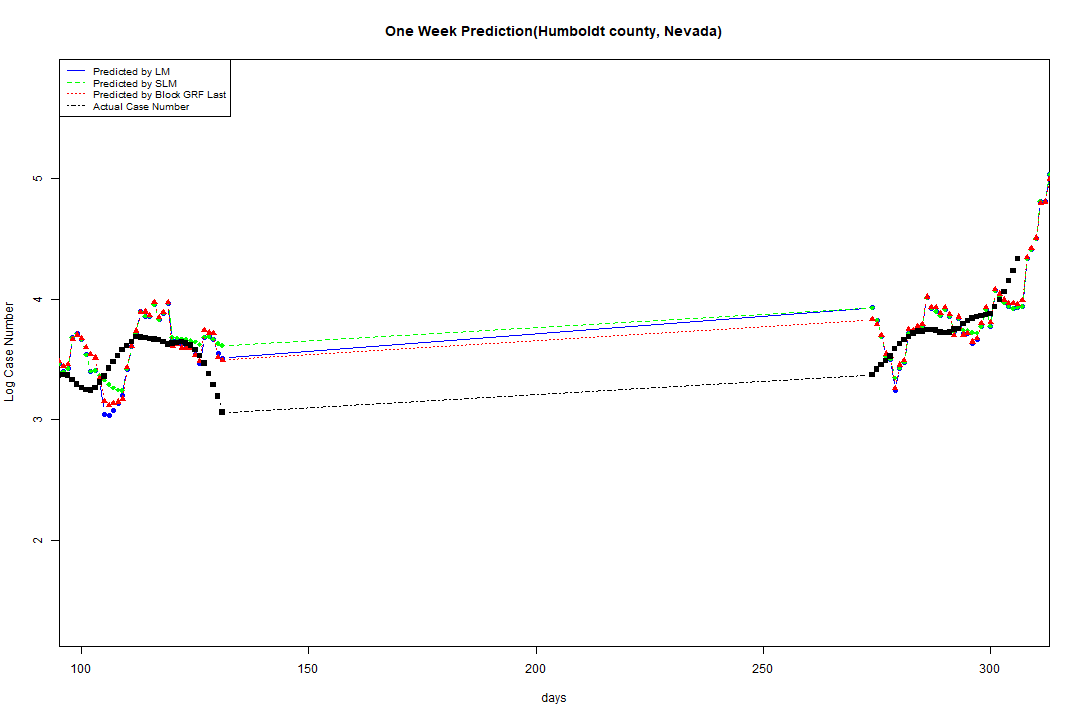 One Week Prediction(Humboldt county, Nevada)
Predicted by LM
Predicted by SLM
Predicted by Block GRF Last
Actual Case Number
Log Case Number
5
4
3
2
100 150 200 250 300
days